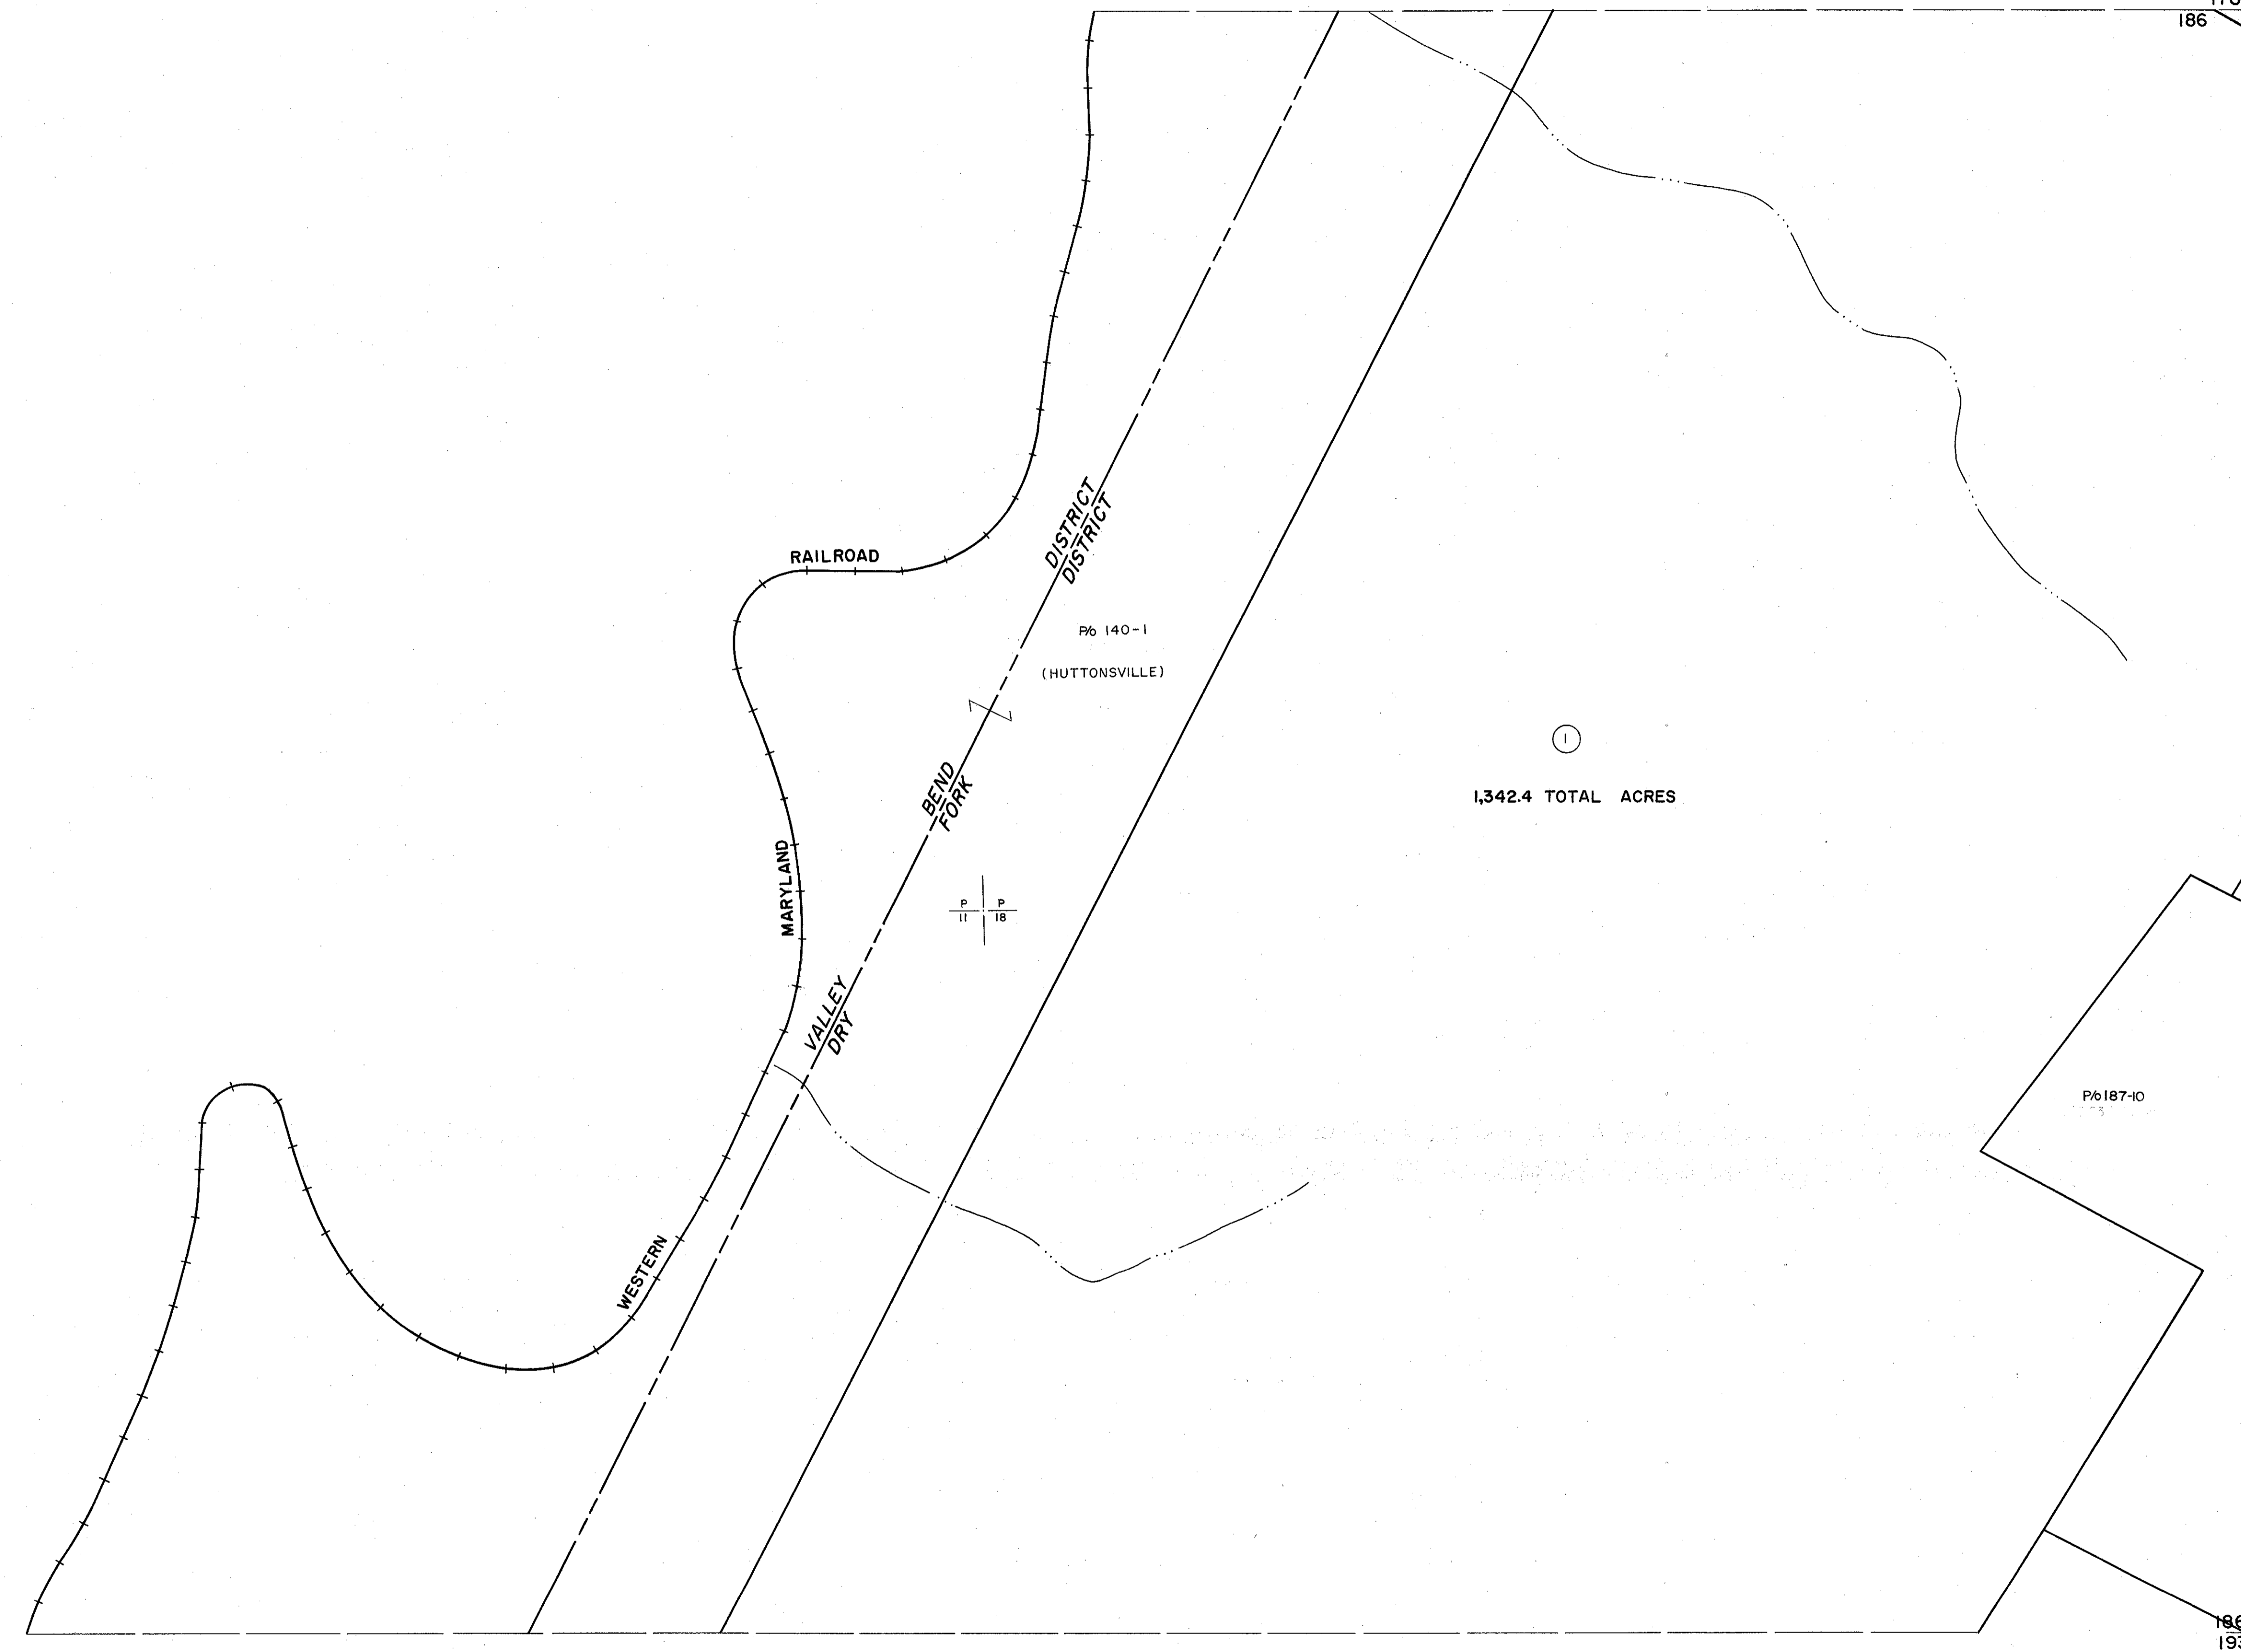 186
RAILROAD
DISTRICT
DISTRICT
P/o 140-1
(HUTTONSVILLE)
1
1,342.4 TOTAL ACRES
BEND
FORK
MARYLAND
P P
11 18
VALLEY
DRY
P/o 187-10
WESTERN